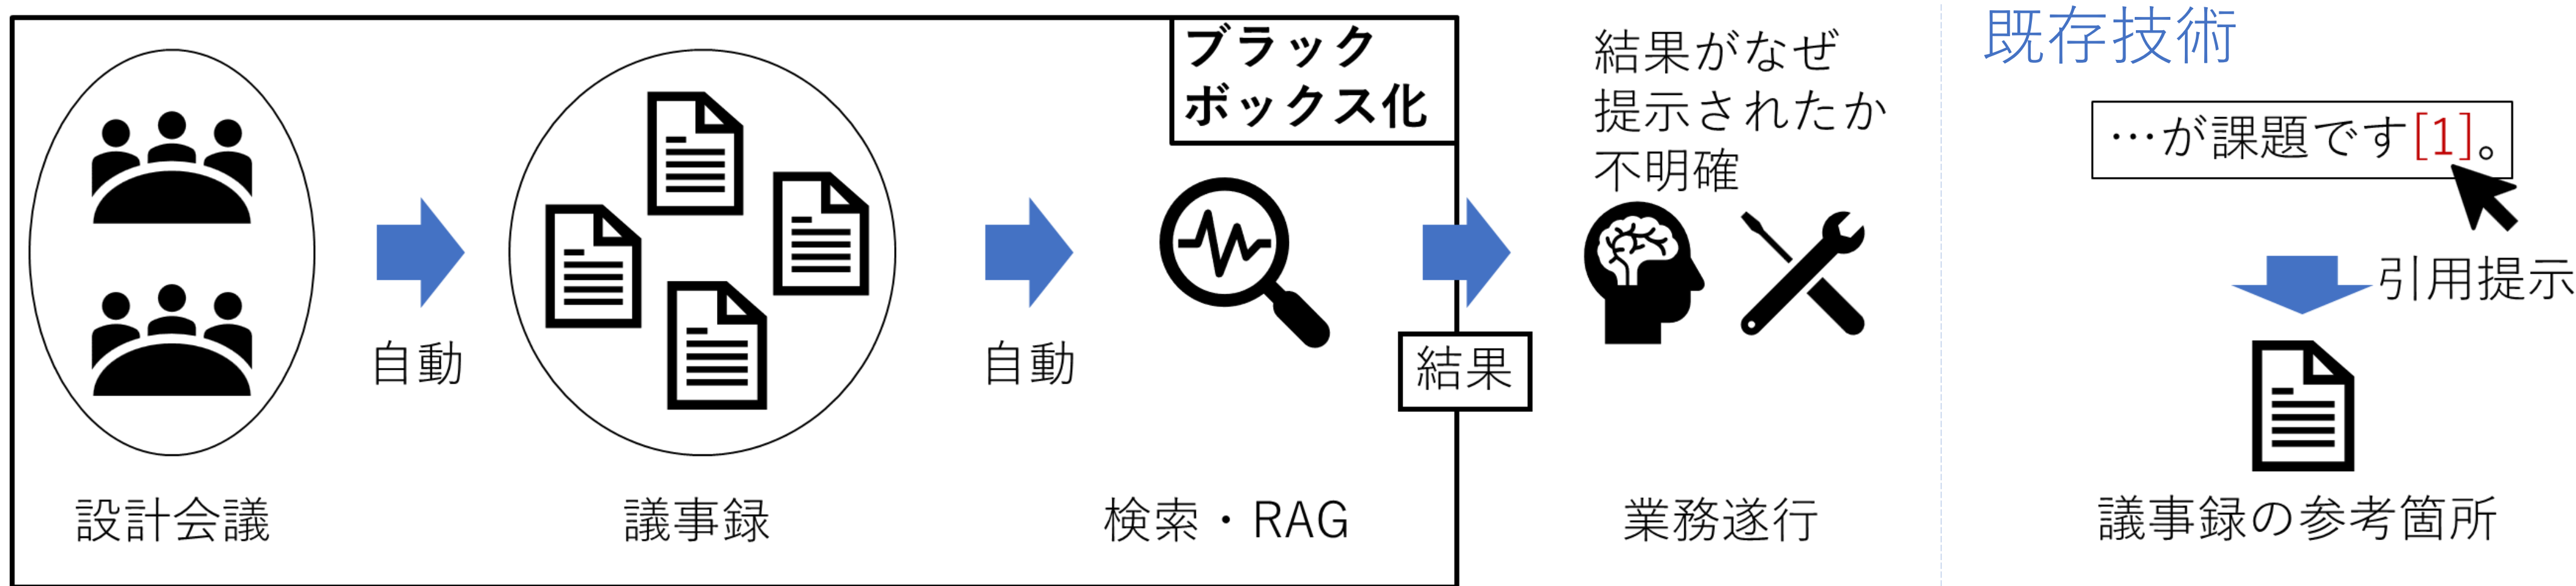 ブラック
ボックス化
結果がなぜ
提示されたか
不明確
既存技術
…が課題です[1]。
引用提示
自動
自動
結果
設計会議
議事録
検索・RAG
業務遂行
議事録の参考箇所